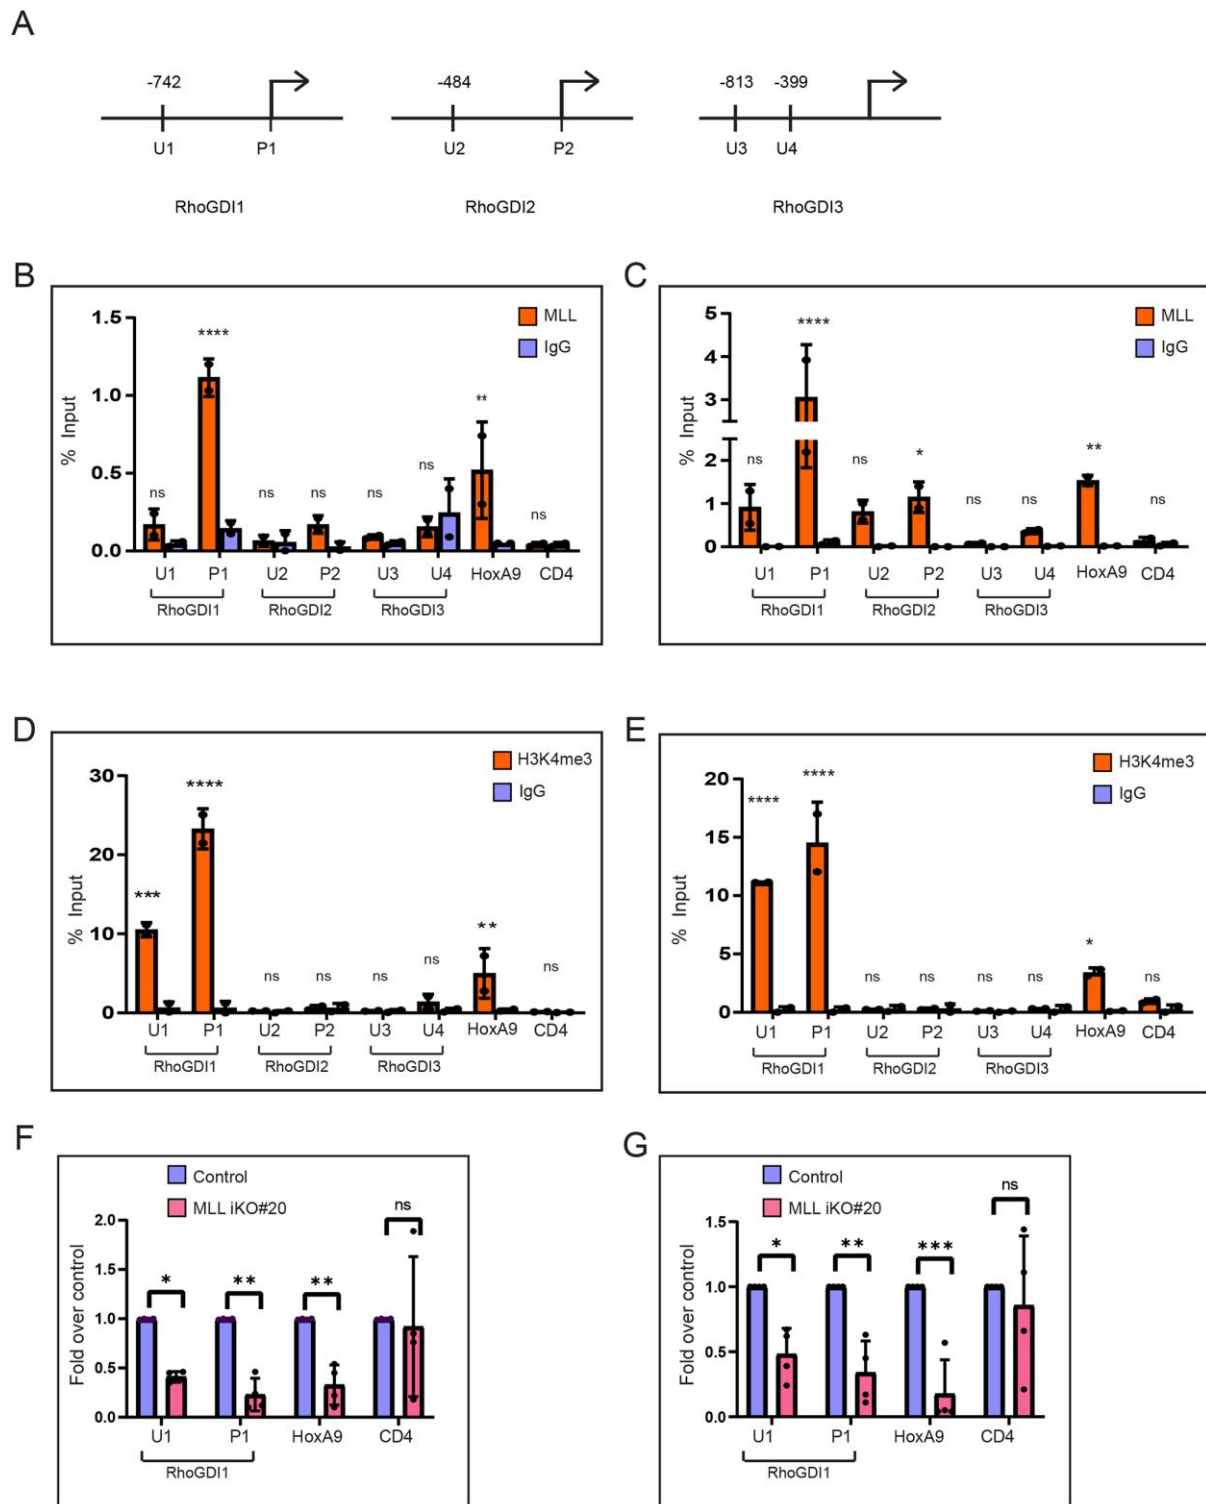 A
-742
-484
-813 -399
U1 P1
U2 P2
U3 U4
RhoGDI1
RhoGDI2
RhoGDI3
B
MLL
IgG
% Input
1.5
1.0
0.5
0.0
ns
****
ns
ns
ns
ns
**
ns
U1 P1 U2 P2 U3 U4 HoxA9 CD4
RhoGDI1 RhoGDI2 RhoGDI3
C
MLL
IgG
% Input
5
4
3
2
1
0
ns
****
ns
*
ns
ns
**
ns
U1 P1 U2 P2 U3 U4 HoxA9 CD4
RhoGDI1 RhoGDI2 RhoGDI3
D
H3K4me3
IgG
% Input
30
20
10
0
***
****
ns
ns
ns
ns
**
ns
U1 P1 U2 P2 U3 U4 HoxA9 CD4
RhoGDI1 RhoGDI2 RhoGDI3
E
H3K4me3
IgG
% Input
20
15
10
5
0
****
****
ns
ns
ns
ns
*
ns
U1 P1 U2 P2 U3 U4 HoxA9 CD4
RhoGDI1 RhoGDI2 RhoGDI3
F
Control
MLL iKO#20
Fold over control
2.0
1.5
1.0
0.5
0.0
*
**
**
ns
U1 P1 HoxA9 CD4
RhoGDI1
G
Control
MLL iKO#20
Fold over control
1.5
1.0
0.5
0.0
*
**
***
ns
U1 P1 HoxA9 CD4
RhoGDI1